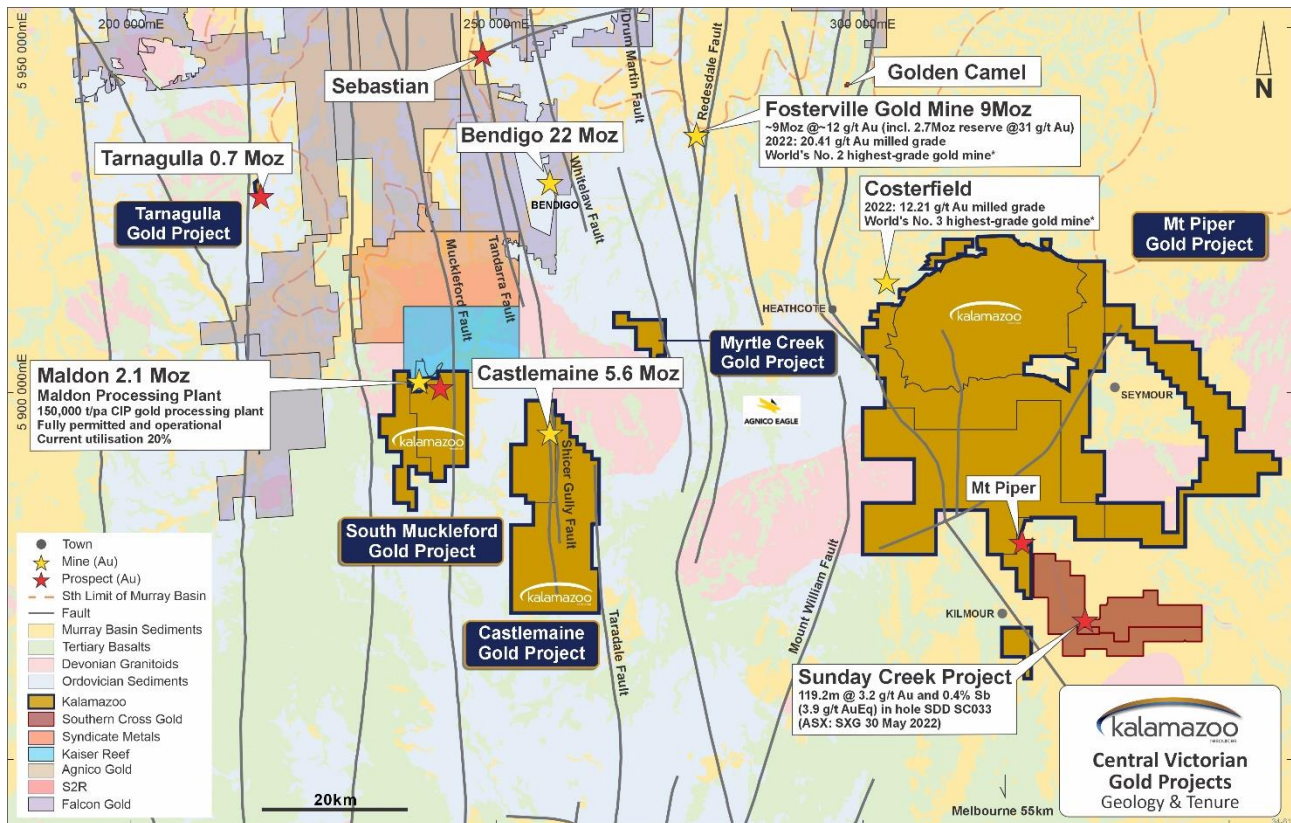 200 000mE
250 000mE
300 000mE
5 950 000mE
5 900 000mE
N
Sebastian
Drum Martin Fault
Redesdale Fault
Golden Camel
Fosterville Gold Mine 9Moz
~9Moz @~12 g/t Au (incl. 2.7Moz reserve @31 g/t Au)
2022: 20.41 g/t Au milled grade
World's No. 2 highest-grade gold mine*
Bendigo 22 Moz
BENDIGO
Whitelaw Fault
Tarnagulla 0.7 Moz
Tarnagulla
Gold Project
Costerfield
2022: 12.21 g/t Au milled grade
World's No. 3 highest-grade gold mine*
Mt Piper
Gold Project
Muckleford Fault
Tandarra Fault
HEATHCOTE
kalamazoo
Myrtle Creek
Gold Project
Maldon 2.1 Moz
Maldon Processing Plant
150,000 t/pa CIP gold processing plant
Fully permitted and operational
Current utilisation 20%
Castlemaine 5.6 Moz
AGNICO EAGLE
SEYMOUR
kalamazoo
Shicer Gully Fault
Mt Piper
South Muckleford
Gold Project
kalamazoo
Castlemaine
Gold Project
Taradale Fault
Mount William Fault
KILMOUR
Sunday Creek Project
119.2m @ 3.2 g/t Au and 0.4% Sb
(3.9 g/t AuEq) in hole SDD SC033
(ASX: SXG 30 May 2022)
Town
Mine (Au)
Prospect (Au)
Sth Limit of Murray Basin
Fault
Murray Basin Sediments
Tertiary Basalts
Devonian Granitoids
Ordovician Sediments
Kalamazoo
Southern Cross Gold
Syndicate Metals
Kaiser Reef
Agnico Gold
S2R
Falcon Gold
20km
Melbourne 55km
kalamazoo
RESOURCES
Central Victorian
Gold Projects
Geology & Tenure